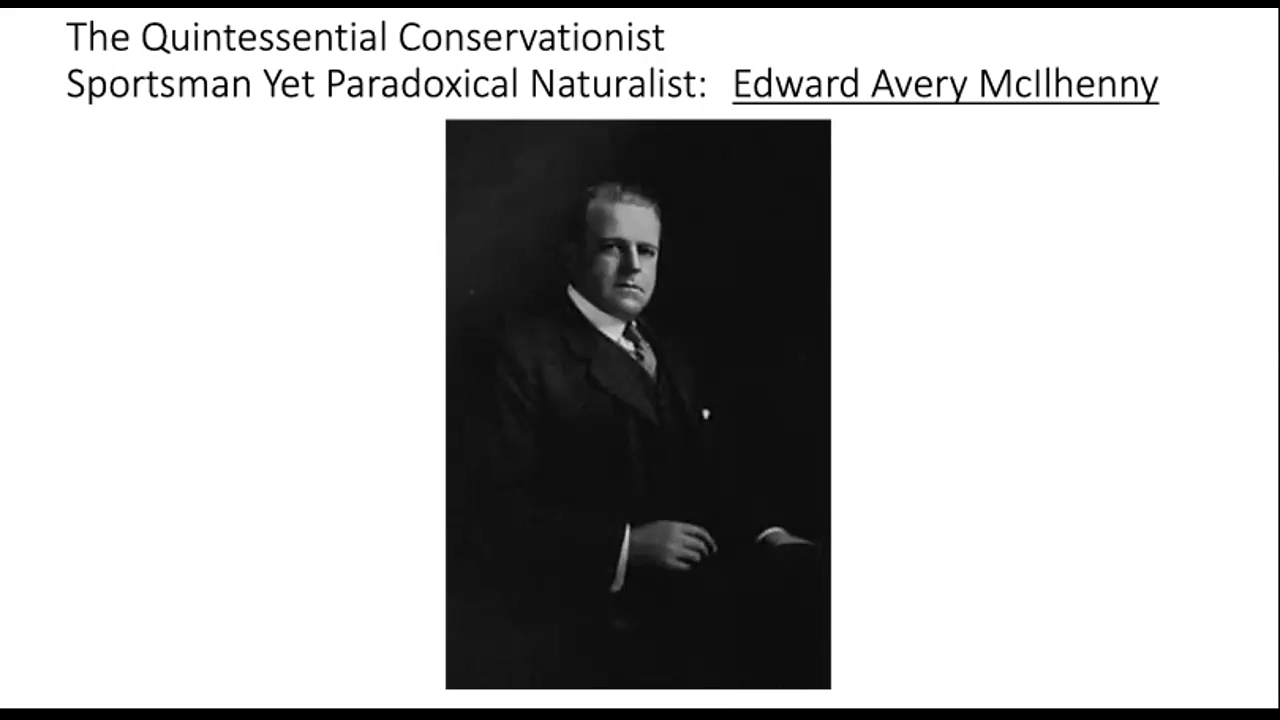 The Quintessential Conservationist
Sportsman Yet Paradoxical Naturalist: Edward Avery McIlhenny